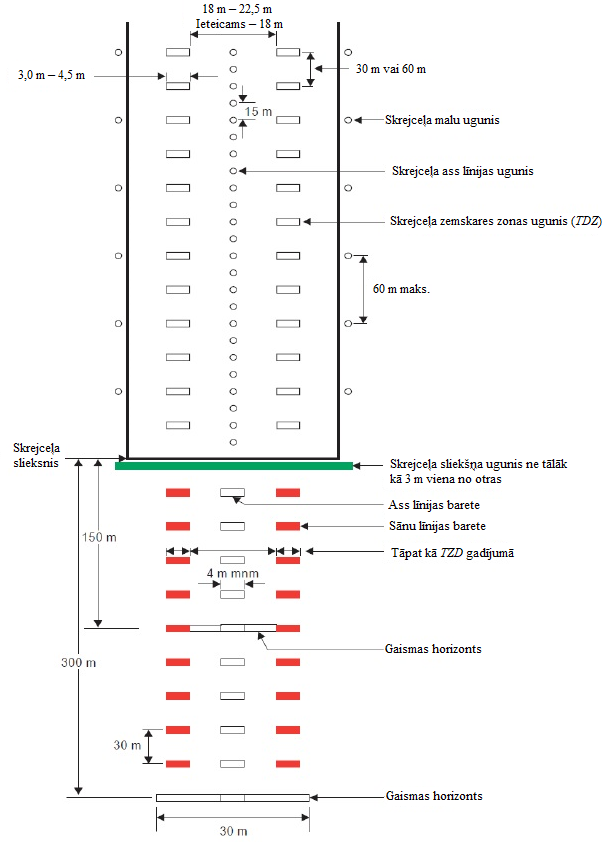 18 m – 22,5 m
Ieteicams – 18 m
3,0 m – 4,5 m
30 m vai 60 m
15 m
Skrejceļa malu ugunis
Skrejceļa ass līnijas ugunis
Skrejceļa zemskares zonas ugunis (TDZ)
60 m maks.
Skrejceļa
slieksnis
Skrejceļa sliekšņa ugunis ne tālāk
kā 3 m viena no otras
Ass līnijas barete
Sānu līnijas barete
150 m
Tāpat kā TZD gadījumā
4 m mnm
Gaismas horizonts
300 m
30 m
Gaismas horizonts
30 m